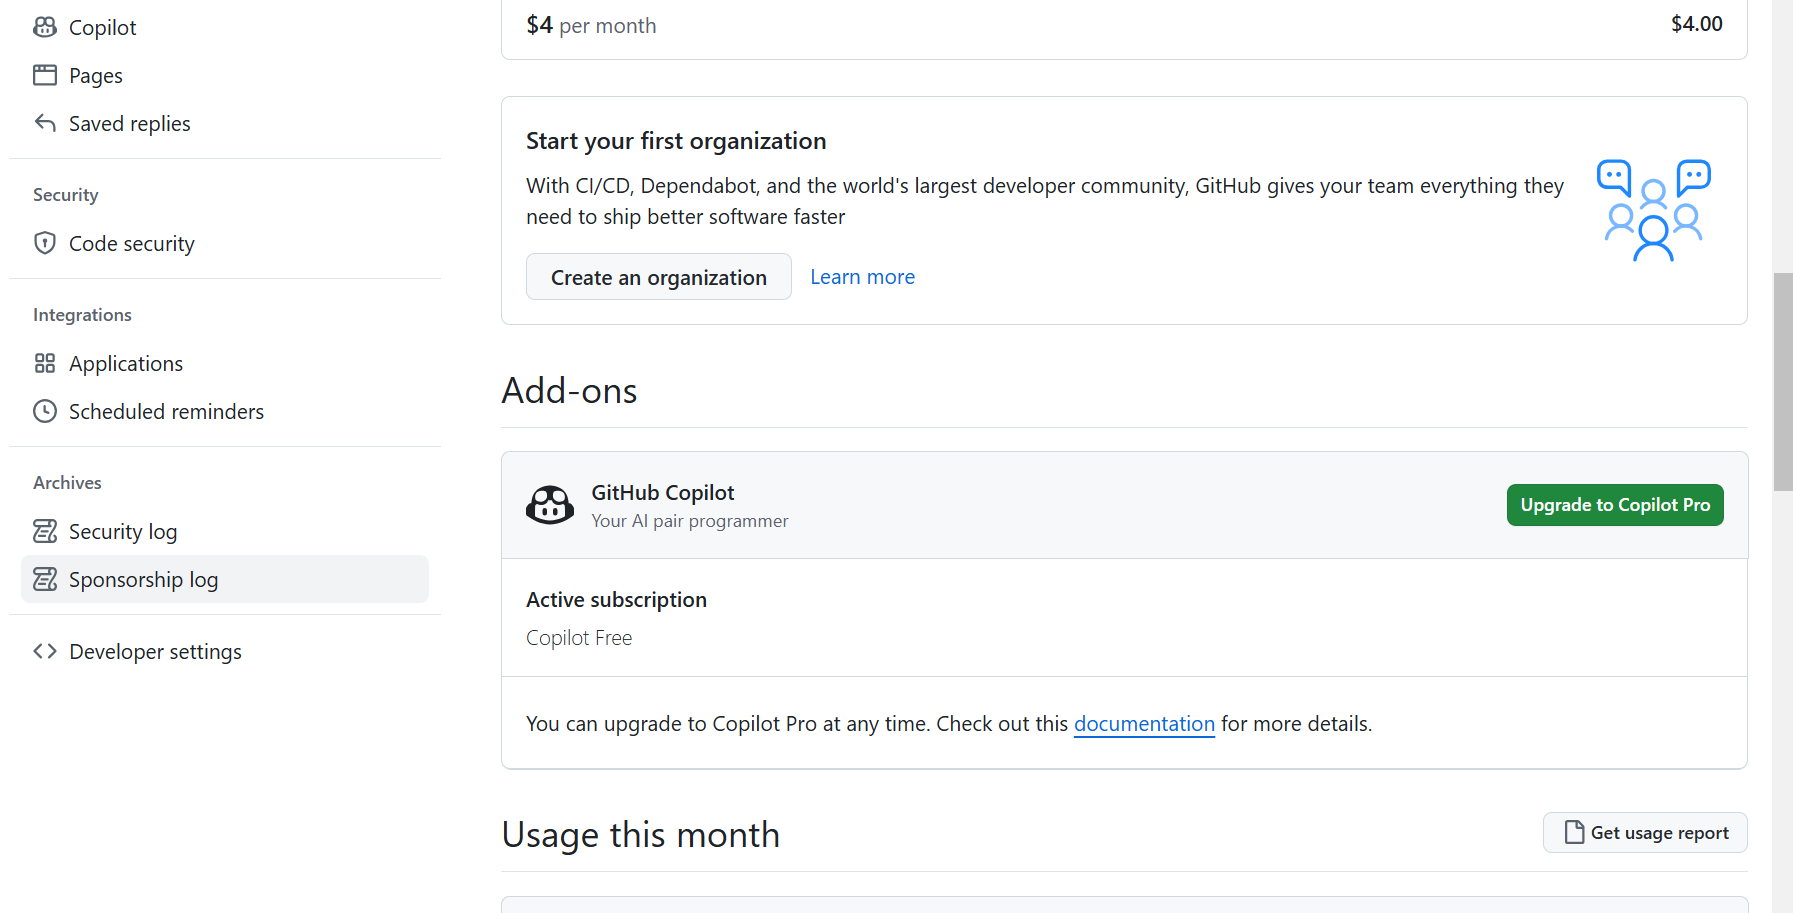 Copilot
Pages
Saved replies
Security
Code security
Integrations
Applications
Scheduled reminders
Archives
Security log
Sponsorship log
Developer settings
$4 per month
$4.00
Start your first organization
With CI/CD, Dependabot, and the world's largest developer community, GitHub gives your team everything they
need to ship better software faster
Create an organization
Learn more
Add-ons
GitHub Copilot
Your AI pair programmer
Upgrade to Copilot Pro
Active subscription
Copilot Free
You can upgrade to Copilot Pro at any time. Check out this documentation for more details.
Usage this month
Get usage report